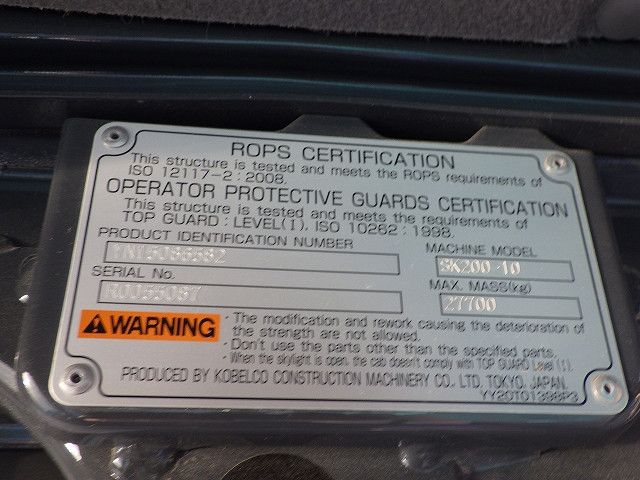 ROPS CERTIFICATION
This structure is tested and meets the ROPS requirements of
ISO 12117-2 : 2008.
OPERATOR PROTECTIVE GUARDS CERTIFICATION
This structure is tested and meets the requirements of
TOP GUARD : LEVEL(I), ISO 10262 : 1998.
PRODUCT IDENTIFICATION NUMBER
MACHINE MODEL
SK200-10
SERIAL No.
MAX. MASS(kg)
27700
WARNING
・The modification and rework causing the deterioration of
the strength are not allowed.
・Don't use the parts other than the specified parts.
・When the skylight is open, the cab doesn't comply with TOP GUARD Level (I).
PRODUCED BY KOBELCO CONSTRUCTION MACHINERY CO., LTD. TOKYO, JAPAN.
YY20T01398P3